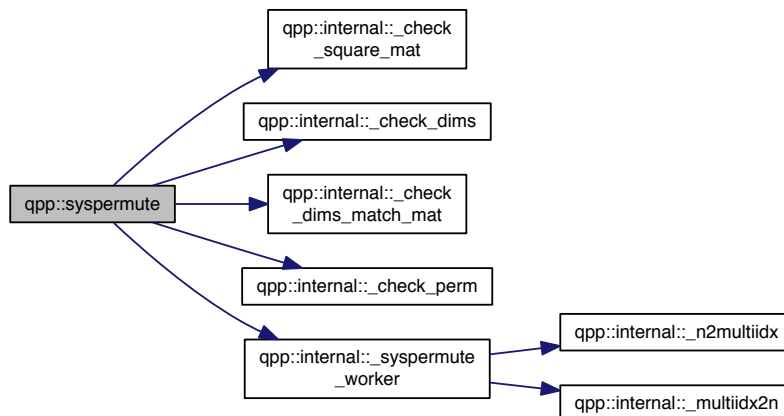 qpp::internal::_check
_square_mat
qpp::internal::_check_dims
qpp::syspermute
qpp::internal::_check
_dims_match_mat
qpp::internal::_check_perm
qpp::internal::_syspermute
_worker
qpp::internal::_n2multiidx
qpp::internal::_multiidx2n